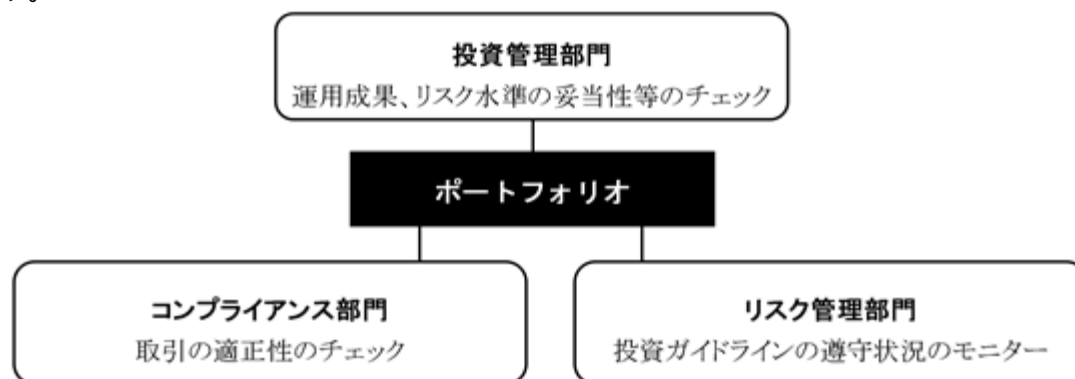 投資管理部門
運用成果、リスク水準の妥当性等のチェック
ポートフォリオ
コンプライアンス部門
取引の適正性のチェック
リスク管理部門
投資ガイドラインの遵守状況のモニター